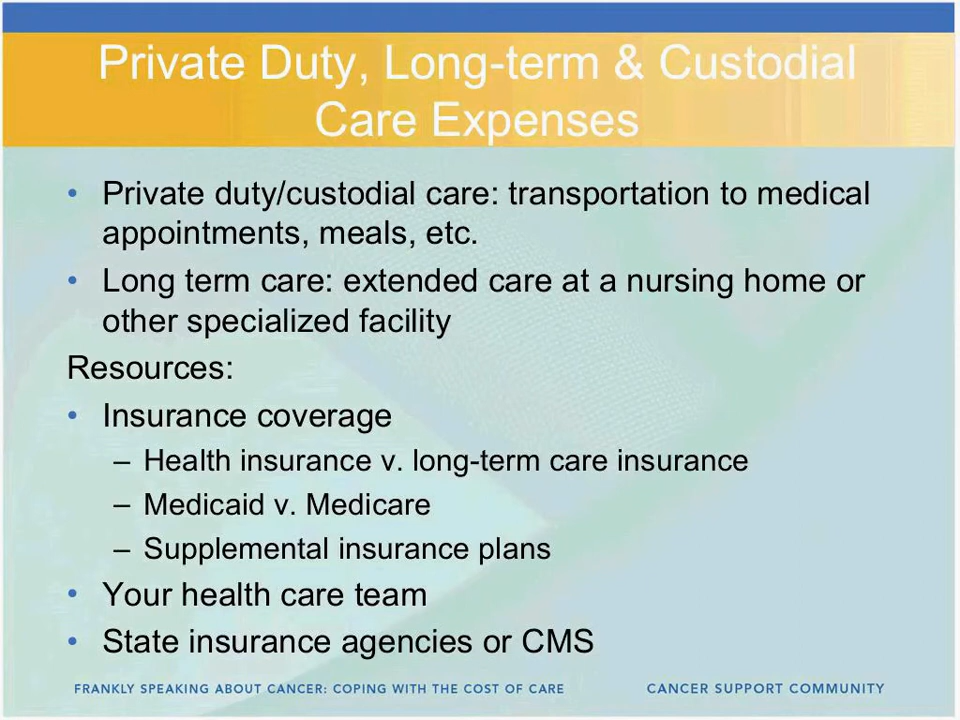 Private Duty, Long-term & Custodial
Care Expenses
• Private duty/custodial care: transportation to medical
appointments, meals, etc.
• Long term care: extended care at a nursing home or
other specialized facility
Resources:
• Insurance coverage
– Health insurance v. long-term care insurance
– Medicaid v. Medicare
– Supplemental insurance plans
• Your health care team
• State insurance agencies or CMS
FRANKLY SPEAKING ABOUT CANCER: COPING WITH THE COST OF CARE CANCER SUPPORT COMMUNITY